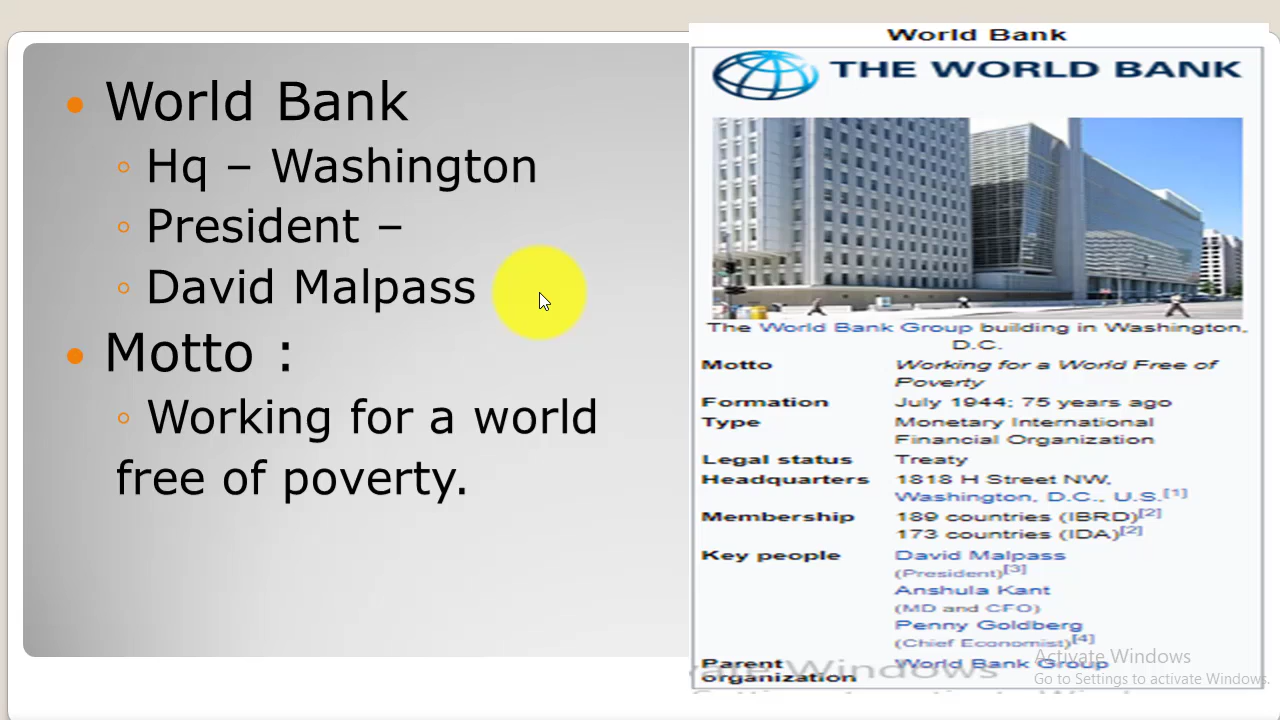 World Bank
Hq – Washington
President –
David Malpass
Motto :
Working for a world
free of poverty.
World Bank
THE WORLD BANK
The World Bank Group building in Washington,
D.C.
Motto Working for a World Free of
Poverty
Formation July 1944; 75 years ago
Type Monetary International
Financial Organization
Legal status Treaty
Headquarters 1818 H Street NW,
Washington, D.C., U.S.[1]
Membership 189 countries (IBRD)[2]
173 countries (IDA)[2]
Key people David Malpass
(President)[3]
Anshula Kant
(MD and CFO)
Penny Goldberg
(Chief Economist)[4]
Parent World Bank Group
organization
Activate Windows
Go to Settings to activate Windows.